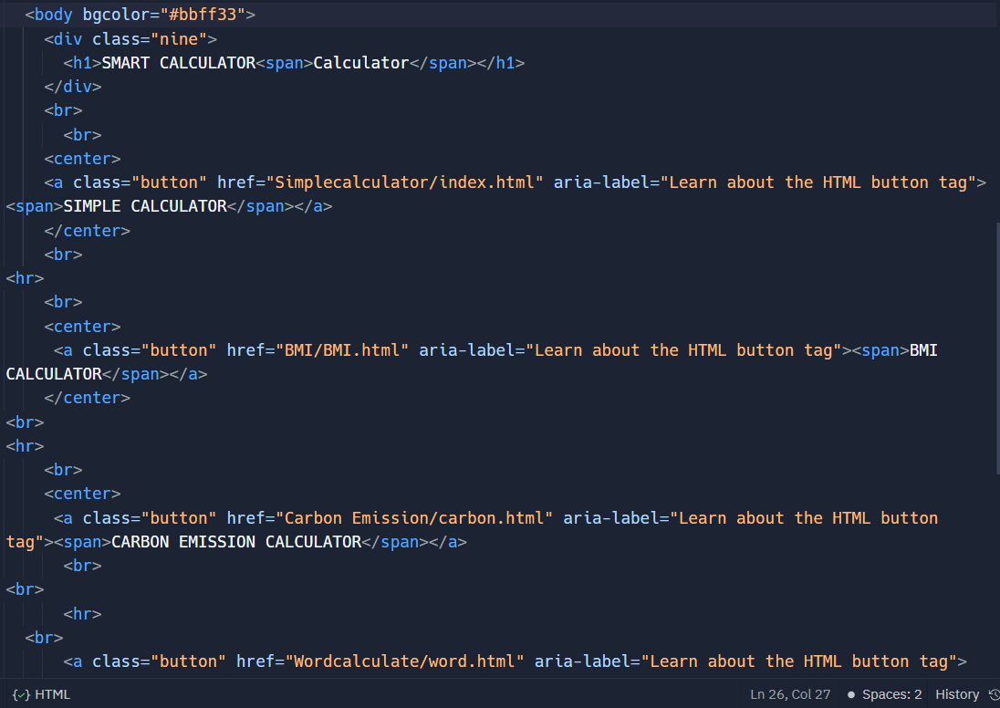 <body bgcolor="#bbff33">
<div class="nine">
<h1>SMART CALCULATOR<span>Calculator</span></h1>
</div>
<br>
<br>
<center>
<a class="button" href="Simplecalculator/index.html" aria-label="Learn about the HTML button tag">
<span>SIMPLE CALCULATOR</span></a>
</center>
<br>
<hr>
<br>
<center>
<a class="button" href="BMI/BMI.html" aria-label="Learn about the HTML button tag"><span>BMI
CALCULATOR</span></a>
</center>
<br>
<hr>
<br>
<center>
<a class="button" href="Carbon Emission/carbon.html" aria-label="Learn about the HTML button
tag"><span>CARBON EMISSION CALCULATOR</span></a>
<br>
<br>
<hr>
<br>
<a class="button" href="Wordcalculate/word.html" aria-label="Learn about the HTML button tag">
{✓} HTML Ln 26, Col 27 ● Spaces: 2 History